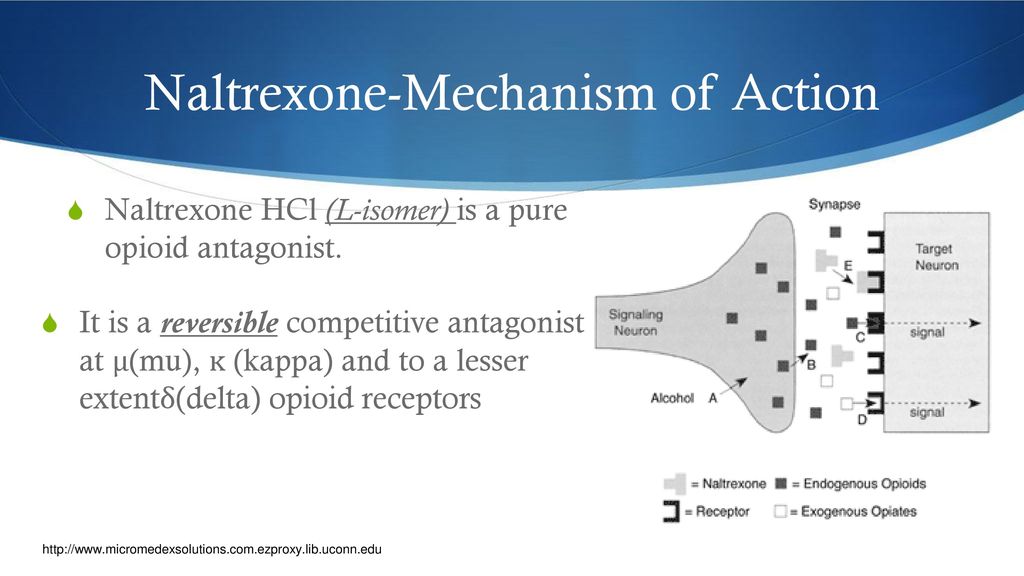 Naltrexone-Mechanism of Action
Naltrexone HCl (L-isomer) is a pure
opioid antagonist.
It is a reversible competitive antagonist
at μ(mu), κ (kappa) and to a lesser
extentδ(delta) opioid receptors
Synapse
Target
Neuron
E
Signaling
Neuron
signal
C
B
Alcohol A
signal
D
= Naltrexone = Endogenous Opioids
= Receptor = Exogenous Opiates
http://www.micromedexsolutions.com.ezproxy.lib.uconn.edu